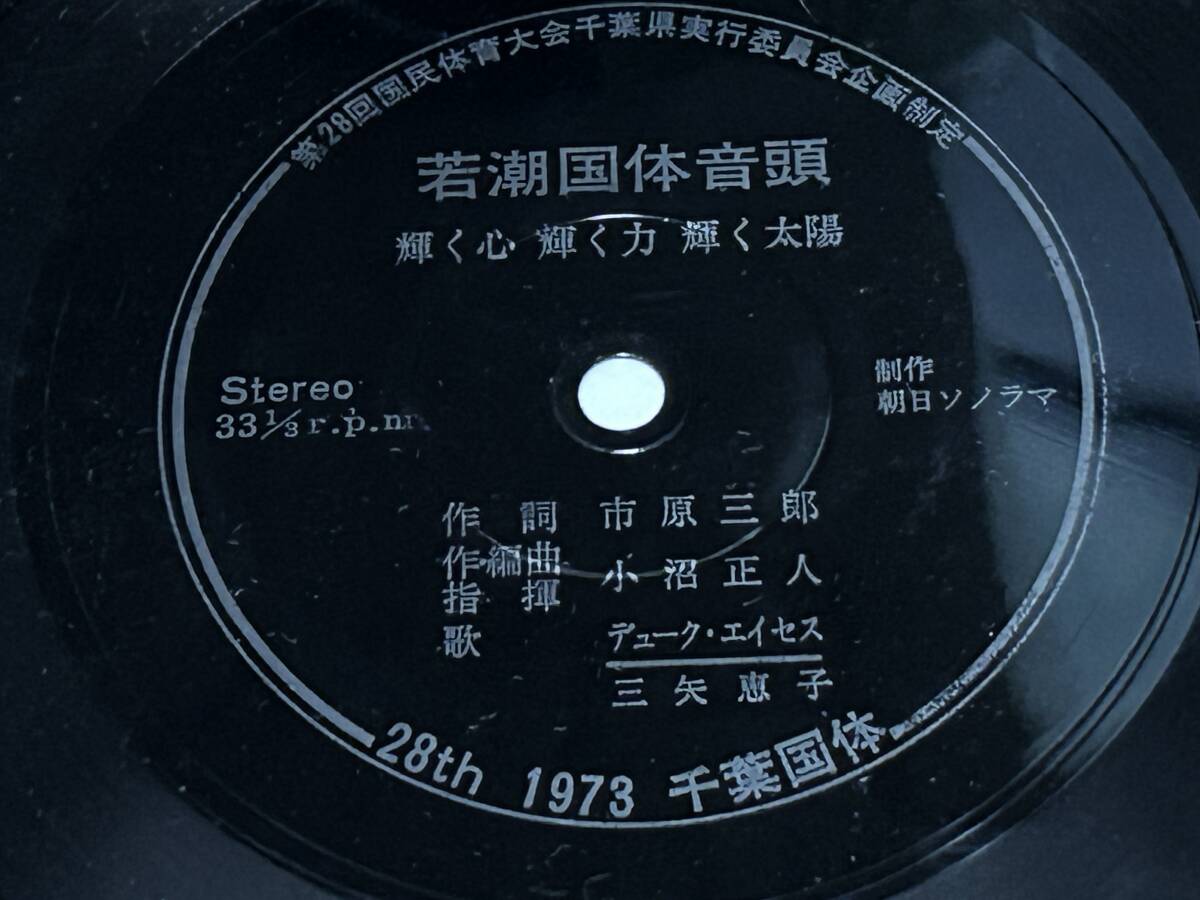 第28回国民体育大会千葉県実行委員会企画制定
若潮国体音頭
輝く心 輝く力 輝く太陽
Stereo
33⅓r.p.m
制作
朝日ソノラマ
作詞 市原三郎
作・編曲 小沼正人
指揮
歌 デューク・エイセス
三矢恵子
28th 1973 千葉国体